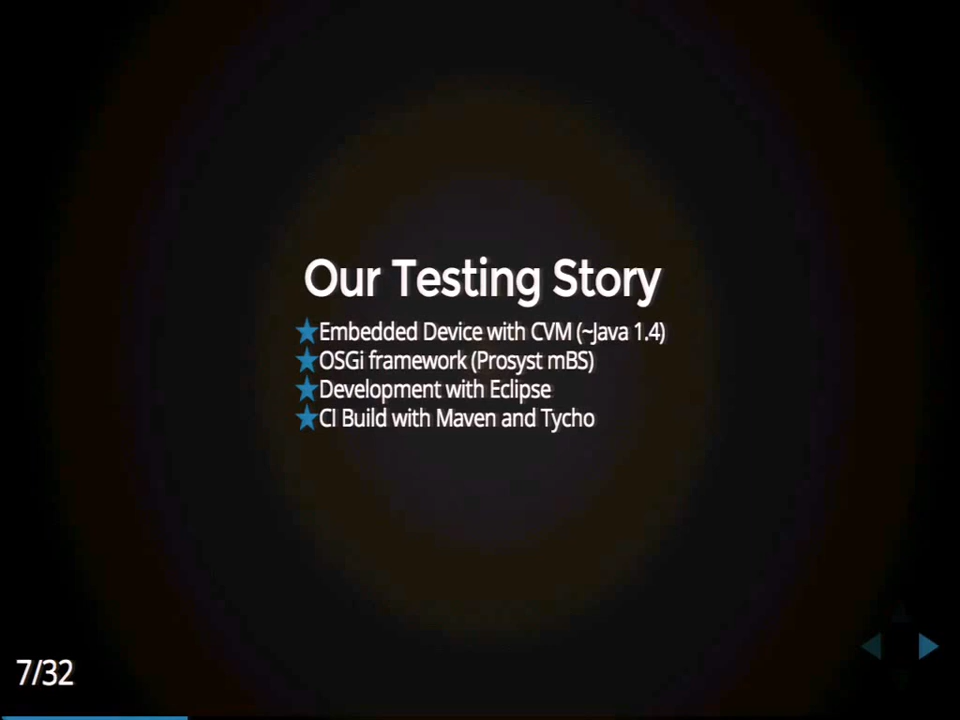 Our Testing Story
Embedded Device with CVM (~Java 1.4)
OSGi framework (Prosyst mBS)
Development with Eclipse
CI Build with Maven and Tycho
7/32